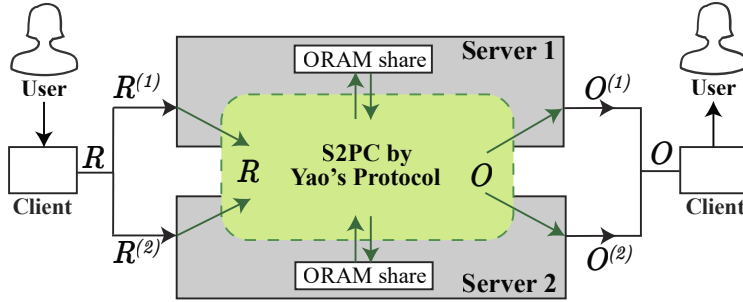 Server 1
ORAM share
User
R(1)
O(1)
User
R
S2PC by
Yao's Protocol
R
O
O
Client
Client
R(2)
O(2)
ORAM share
Server 2